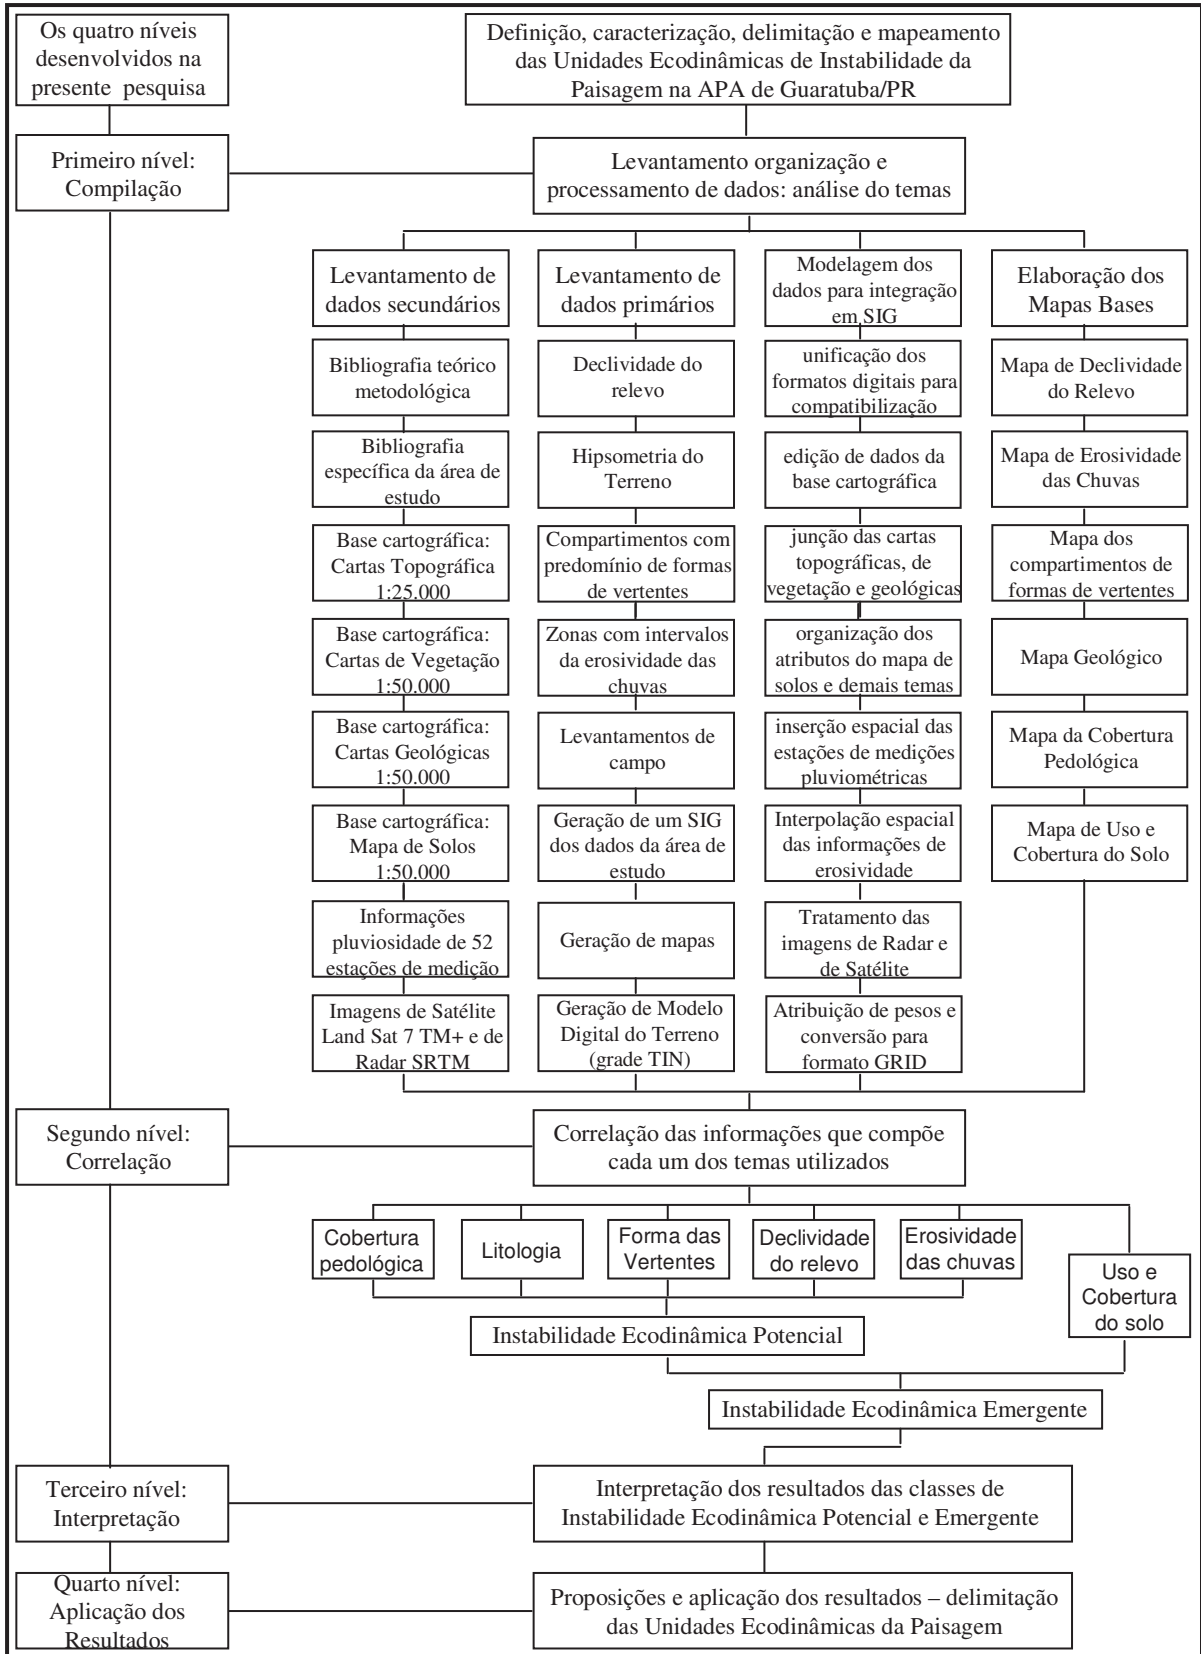 Os quatro níveis
desenvolvidos na
presente pesquisa
Definição, caracterização, delimitação e mapeamento
das Unidades Ecodinâmicas de Instabilidade da
Paisagem na APA de Guaratuba/PR
Primeiro nível:
Compilação
Levantamento organização e
processamento de dados: análise do temas
Levantamento de
dados secundários
Bibliografia teórico
metodológica
Bibliografia
específica da área de
estudo
Base cartográfica:
Cartas Topográfica
1:25.000
Base cartográfica:
Cartas de Vegetação
1:50.000
Base cartográfica:
Cartas Geológicas
1:50.000
Base cartográfica:
Mapa de Solos
1:50.000
Informações
pluviosidade de 52
estações de medição
Imagens de Satélite
Land Sat 7 TM+ e de
Radar SRTM
Levantamento de
dados primários
Declividade do
relevo
Hipsometria do
Terreno
Compartimentos com
predomínio de formas
de vertentes
Zonas com intervalos
da erosividade das
chuvas
Levantamentos de
campo
Geração de um SIG
dos dados da área de
estudo
Geração de mapas
Geração de Modelo
Digital do Terreno
(grade TIN)
Modelagem dos
dados para integração
em SIG
unificação dos
formatos digitais para
compatibilização
edição de dados da
base cartográfica
junção das cartas
topográficas, de
vegetação e geológicas
organização dos
atributos do mapa de
solos e demais temas
inserção espacial das
estações de medições
pluviométricas
Interpolação espacial
das informações de
erosividade
Tratamento das
imagens de Radar e
de Satélite
Atribuição de pesos e
conversão para
formato GRID
Elaboração dos
Mapas Bases
Mapa de Declividade
do Relevo
Mapa de Erosividade
das Chuvas
Mapa dos
compartimentos de
formas de vertentes
Mapa Geológico
Mapa da Cobertura
Pedológica
Mapa de Uso e
Cobertura do Solo
Segundo nível:
Correlação
Correlação das informações que compõe
cada um dos temas utilizados
Cobertura
pedológica
Litologia
Forma das
Vertentes
Declividade
do relevo
Erosividade
das chuvas
Uso e
Cobertura
do solo
Instabilidade Ecodinâmica Potencial
Instabilidade Ecodinâmica Emergente
Terceiro nível:
Interpretação
Interpretação dos resultados das classes de
Instabilidade Ecodinâmica Potencial e Emergente
Quarto nível:
Aplicação dos
Resultados
Proposições e aplicação dos resultados – delimitação
das Unidades Ecodinâmicas da Paisagem